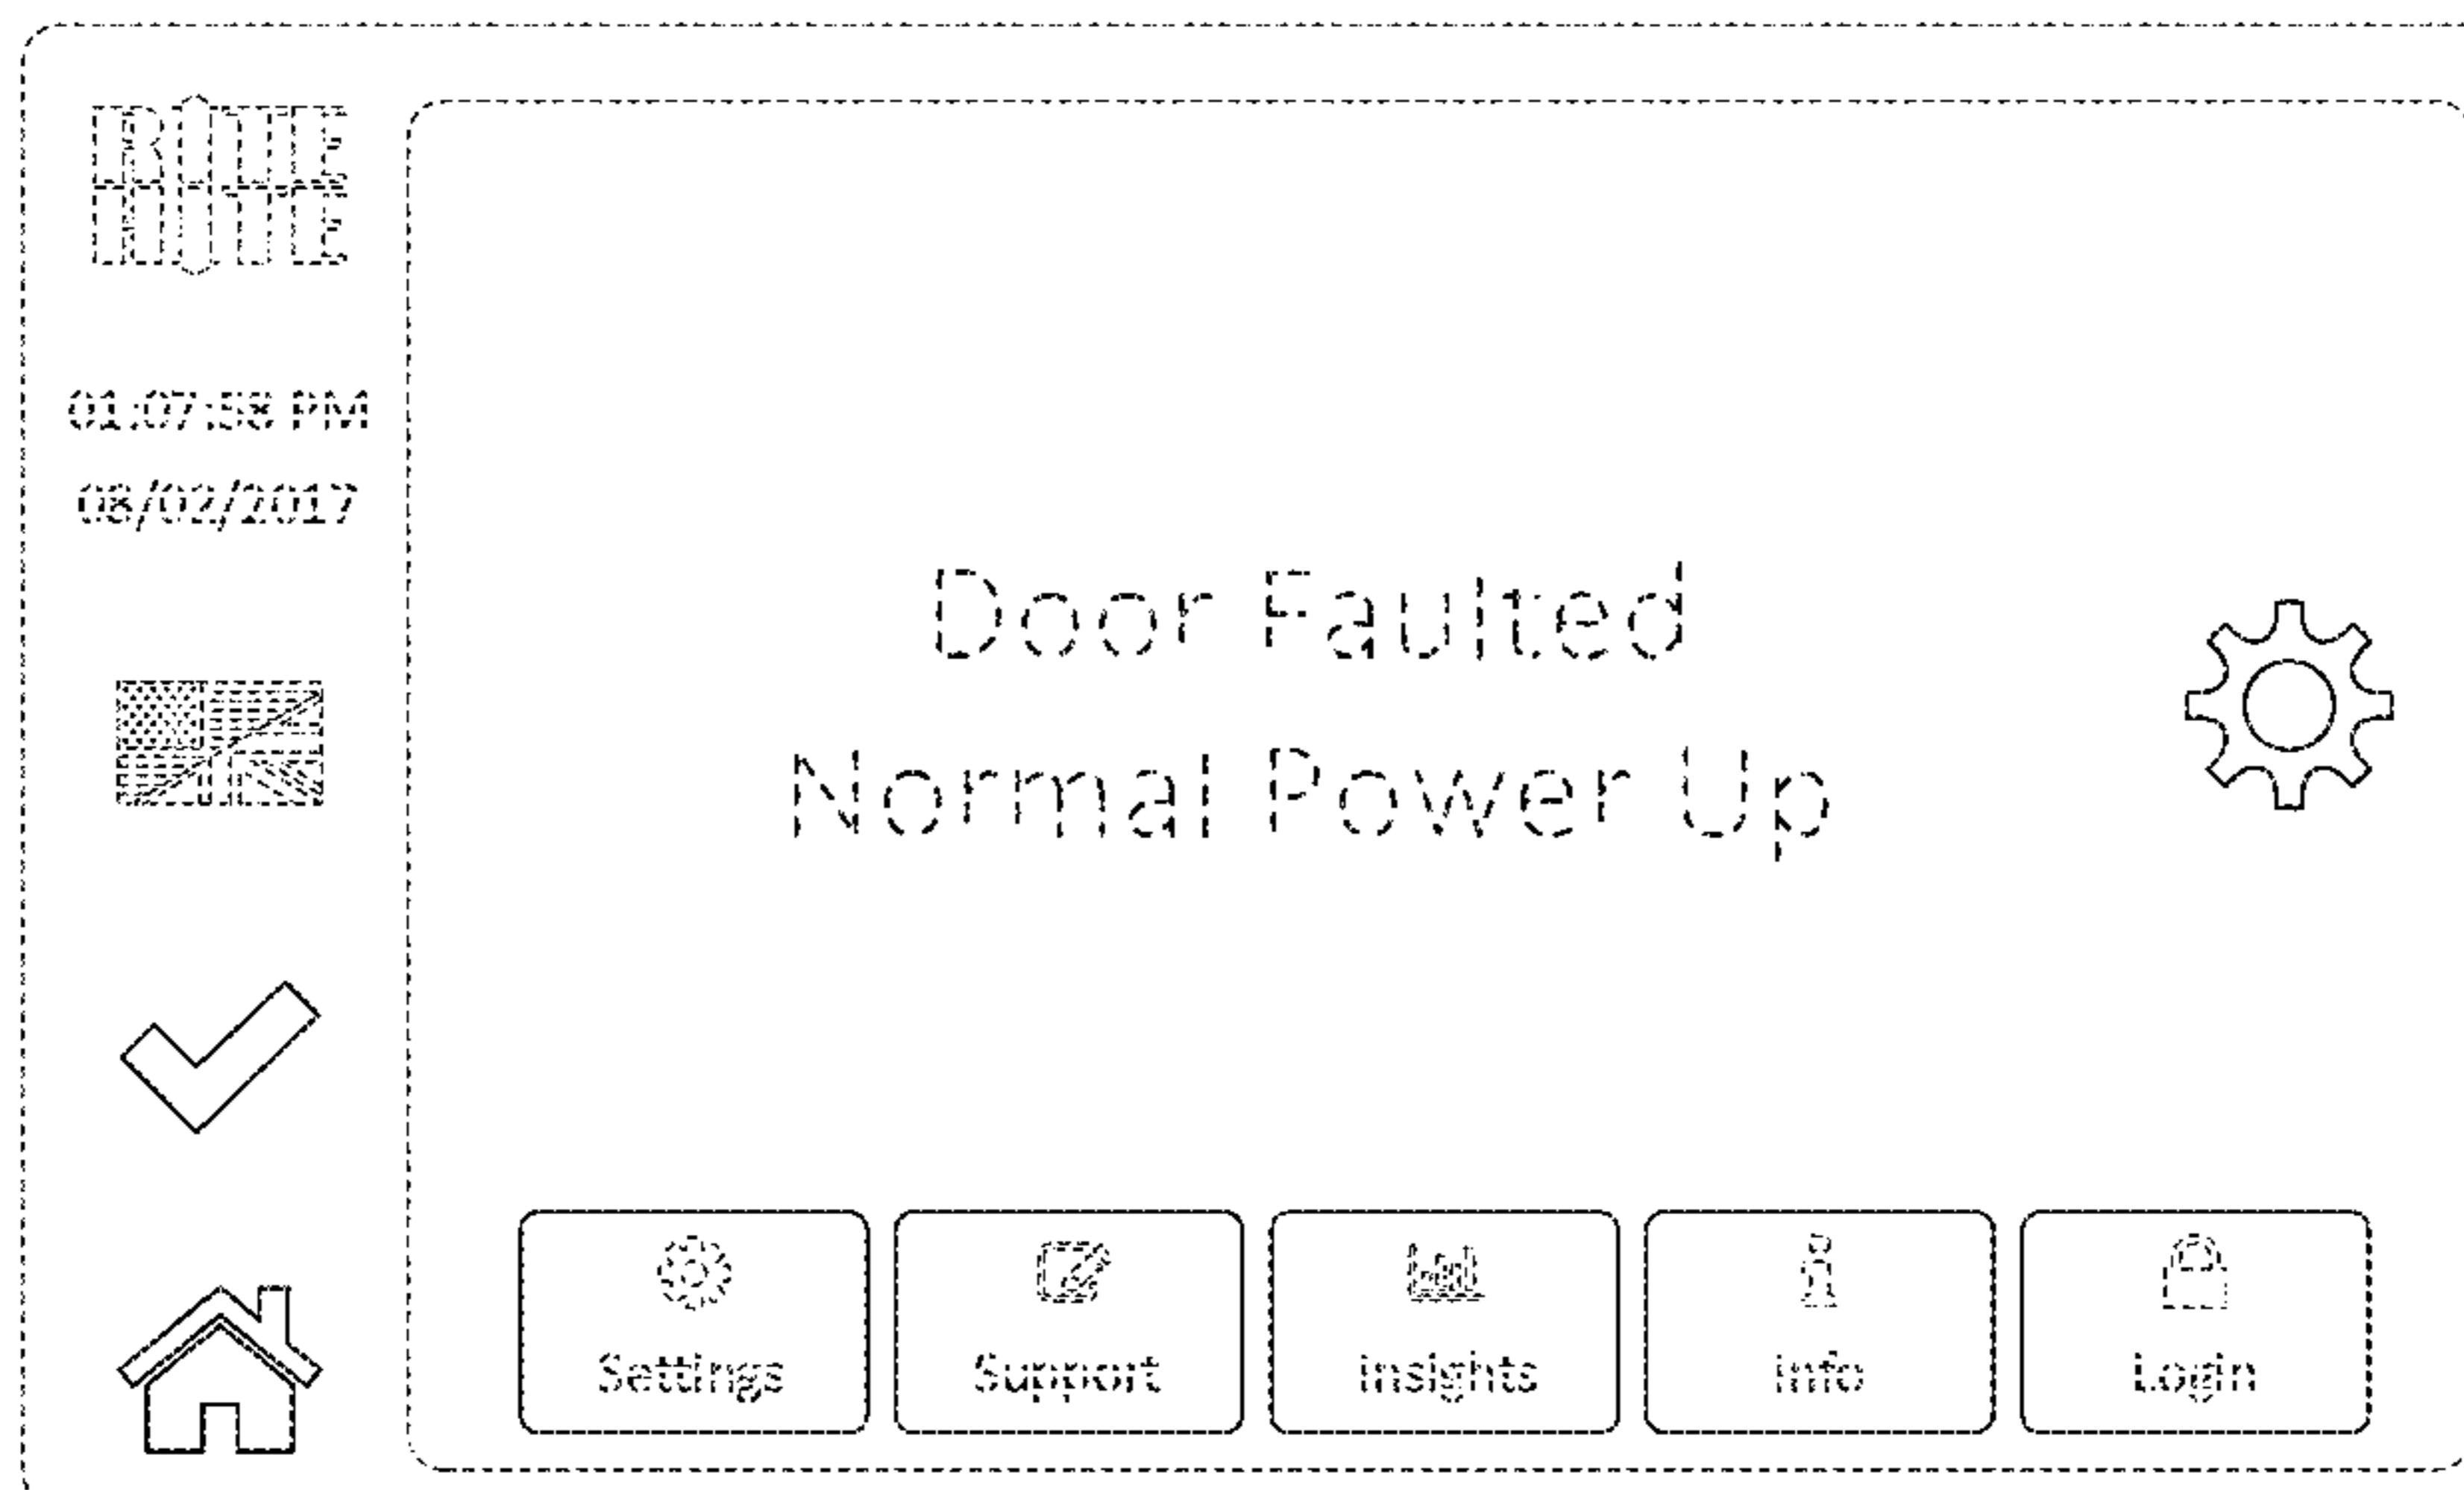 01:07:58 PM
08/02/2017
Door Faulted
Normal Power Up
Settings
Support
insights
info
Login